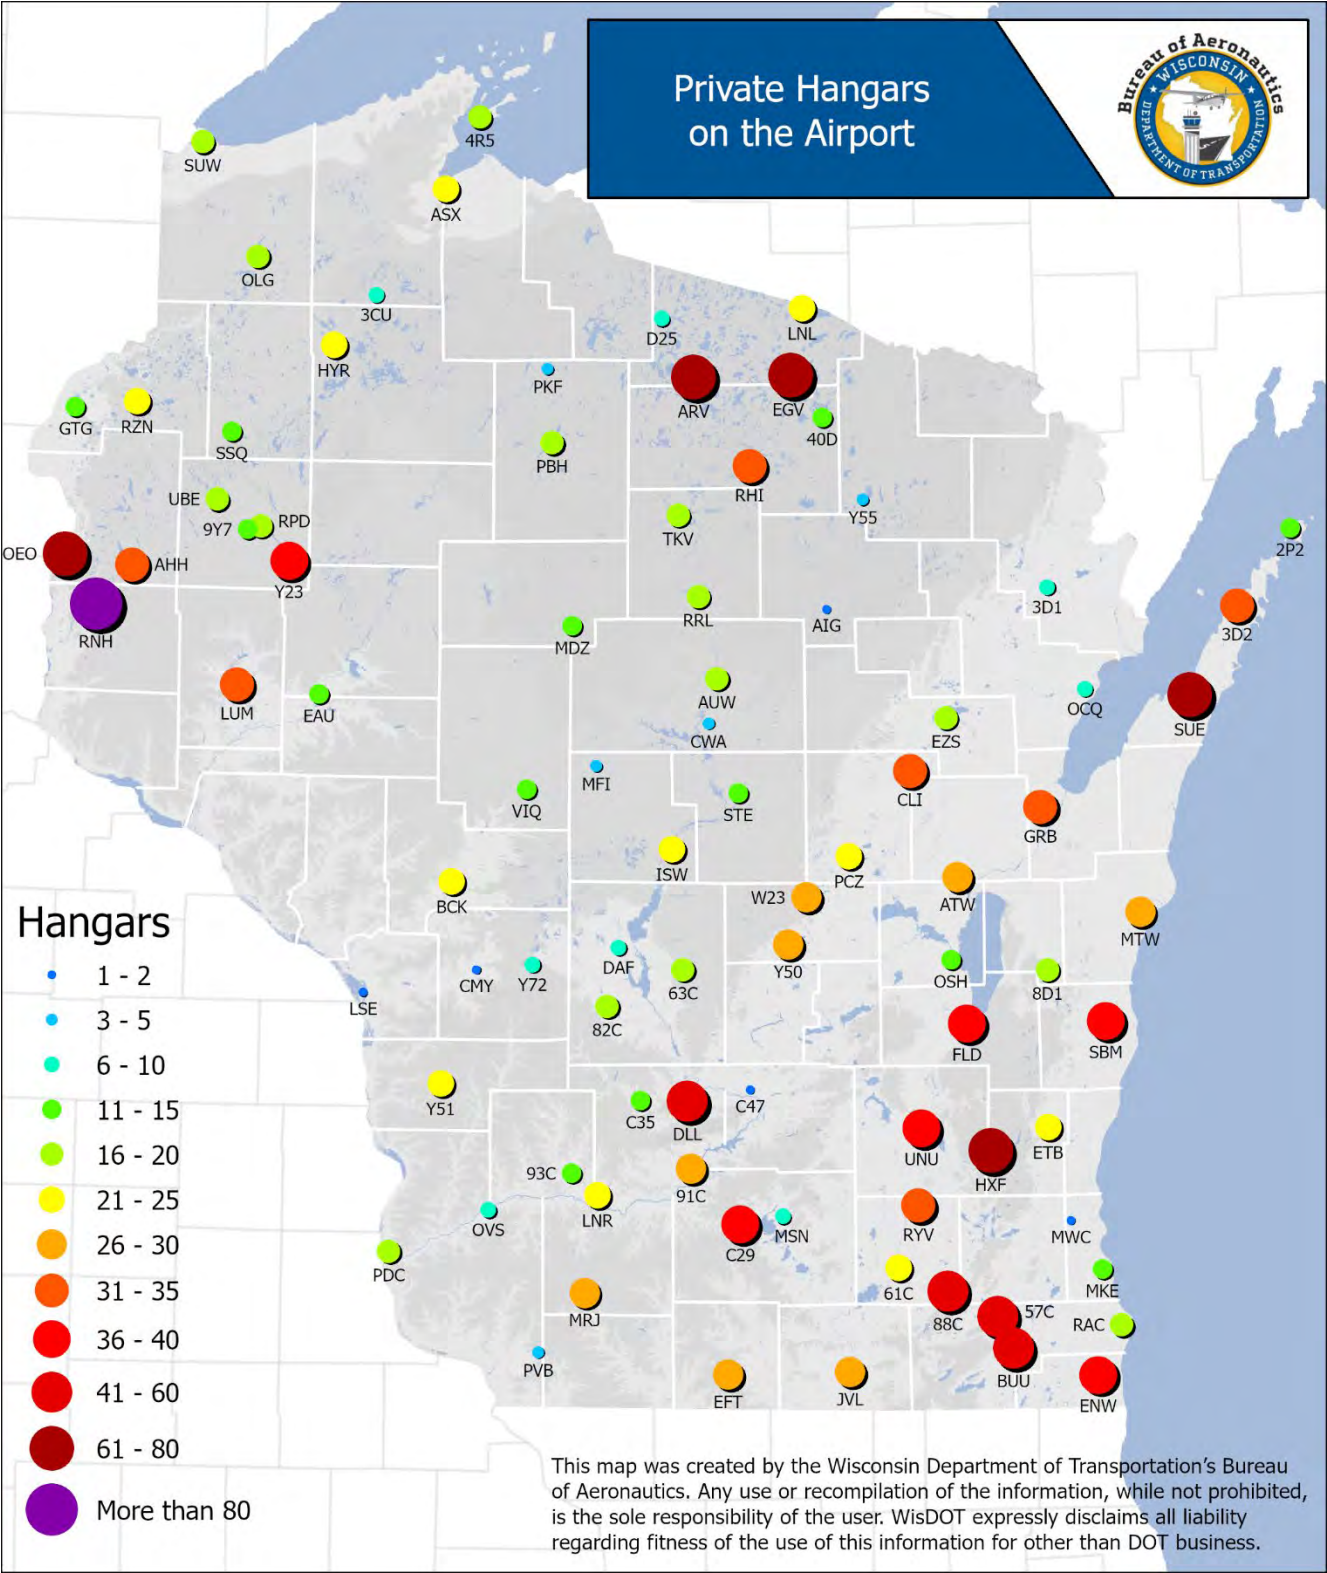 Private Hangars
on the Airport
Bureau of Aeronautics
WISCONSIN
DEPARTMENT OF TRANSPORTATION
4R5
SUW
ASX
OLG
3CU
D25
LNL
HYR
PKF
ARV
EGV
GTG
RZN
SSQ
40D
PBH
RHI
UBE
9Y7
RPD
Y55
TKV
OEO
AHH
Y23
2P2
RNH
RRL
AIG
3D1
3D2
MDZ
LUM
EAU
AUW
OCQ
SUE
CWA
EZS
MFI
CLI
VIQ
STE
GRB
ISW
PCZ
BCK
W23
ATW
MTW
DAF
Y50
CMY
Y72
63C
OSH
8D1
LSE
82C
FLD
SBM
Y51
C35
DLL
C47
UNU
ETB
93C
HXF
91C
OVS
LNR
RYV
MWC
C29
MSN
PDC
61C
MKE
MRJ
88C
57C
RAC
PVB
BUU
EFT
JVL
ENW
Hangars
1 - 2
3 - 5
6 - 10
11 - 15
16 - 20
21 - 25
26 - 30
31 - 35
36 - 40
41 - 60
61 - 80
More than 80
This map was created by the Wisconsin Department of Transportation's Bureau
of Aeronautics. Any use or recompilation of the information, while not prohibited,
is the sole responsibility of the user. WisDOT expressly disclaims all liability
regarding fitness of the use of this information for other than DOT business.